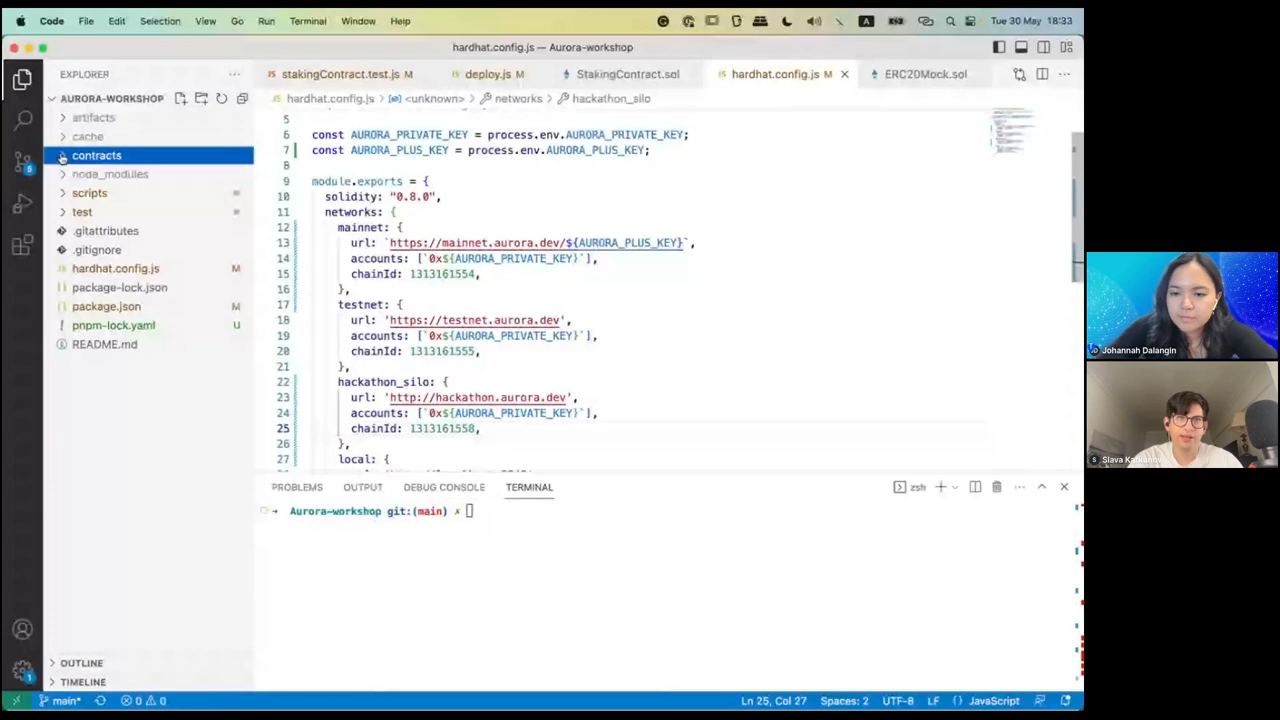 Code File Edit Selection View Go Run Terminal Window Help A Tue 30 May 18:33
hardhat.config.js — Aurora-workshop
EXPLORER
stakingContract.test.js M deploy.js M StakingContract.sol hardhat.config.js M ERC20Mock.sol
hardhat.config.js > <unknown> > networks > hackathon_silo
AURORA-WORKSHOP
artifacts
cache
contracts
node_modules
scripts
test
.gitattributes
.gitignore
hardhat.config.js M
package-lock.json
package.json M
pnpm-lock.yaml U
README.md
OUTLINE
TIMELINE
5
6 const AURORA_PRIVATE_KEY = process.env.AURORA_PRIVATE_KEY;
7 const AURORA_PLUS_KEY = process.env.AURORA_PLUS_KEY;
8
9 module.exports = {
10 solidity: "0.8.0",
11 networks: {
12 mainnet: {
13 url: `https://mainnet.aurora.dev/${AURORA_PLUS_KEY}`,
14 accounts: [`0x${AURORA_PRIVATE_KEY}`],
15 chainId: 1313161554,
16 },
17 testnet: {
18 url: 'https://testnet.aurora.dev',
19 accounts: [`0x${AURORA_PRIVATE_KEY}`],
20 chainId: 1313161555,
21 },
22 hackathon_silo: {
23 url: 'http://hackathon.aurora.dev',
24 accounts: [`0x${AURORA_PRIVATE_KEY}`],
25 chainId: 1313161558,
26 },
27 local: {
PROBLEMS OUTPUT DEBUG CONSOLE TERMINAL zsh
→ Aurora-workshop git:(main) ✗
5
1
main* 0 0 Ln 25, Col 27 Spaces: 2 UTF-8 LF {} JavaScript
Johannah Dalangin
S Slava